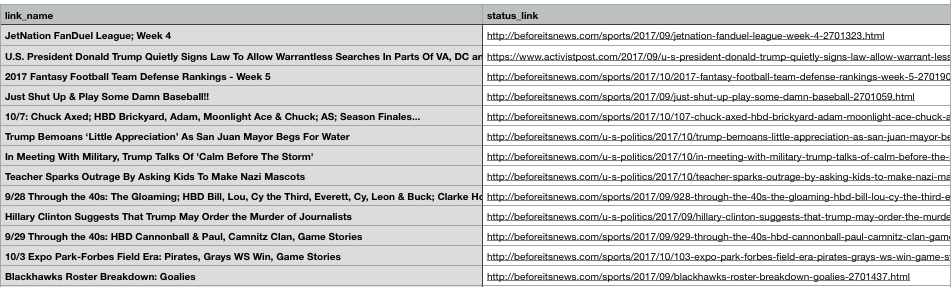 link_name status_link
JetNation FanDuel League; Week 4 http://beforeitsnews.com/sports/2017/09/jetnation-fanduel-league-week-4-2701323.html
U.S. President Donald Trump Quietly Signs Law To Allow Warrantless Searches In Parts Of VA, DC an https://www.activistpost.com/2017/09/u-s-president-donald-trump-quietly-signs-law-allow-warrantless
2017 Fantasy Football Team Defense Rankings - Week 5 http://beforeitsnews.com/sports/2017/10/2017-fantasy-football-team-defense-rankings-week-5-270190
Just Shut Up & Play Some Damn Baseball!! http://beforeitsnews.com/sports/2017/09/just-shut-up-play-some-damn-baseball-2701059.html
10/7: Chuck Axed; HBD Brickyard, Adam, Moonlight Ace & Chuck; AS; Season Finales... http://beforeitsnews.com/sports/2017/10/107-chuck-axed-hbd-brickyard-adam-moonlight-ace-chuck-a
Trump Bemoans ‘Little Appreciation’ As San Juan Mayor Begs For Water http://beforeitsnews.com/u-s-politics/2017/10/trump-bemoans-little-appreciation-as-san-juan-mayor-be
In Meeting With Military, Trump Talks Of 'Calm Before The Storm' http://beforeitsnews.com/u-s-politics/2017/10/in-meeting-with-military-trump-talks-of-calm-before-the-
Teacher Sparks Outrage By Asking Kids To Make Nazi Mascots http://beforeitsnews.com/u-s-politics/2017/10/teacher-sparks-outrage-by-asking-kids-to-make-nazi-ma
9/28 Through the 40s: The Gloaming; HBD Bill, Lou, Cy the Third, Everett, Cy, Leon & Buck; Clarke Ho http://beforeitsnews.com/sports/2017/09/928-through-the-40s-the-gloaming-hbd-bill-lou-cy-the-third-e
Hillary Clinton Suggests That Trump May Order the Murder of Journalists http://beforeitsnews.com/u-s-politics/2017/09/hillary-clinton-suggests-that-trump-may-order-the-murde
9/29 Through the 40s: HBD Cannonball & Paul, Camnitz Clan, Game Stories http://beforeitsnews.com/sports/2017/09/929-through-the-40s-hbd-cannonball-paul-camnitz-clan-gam
10/3 Expo Park-Forbes Field Era: Pirates, Grays WS Win, Game Stories http://beforeitsnews.com/sports/2017/10/103-expo-park-forbes-field-era-pirates-grays-ws-win-game-s
Blackhawks Roster Breakdown: Goalies http://beforeitsnews.com/sports/2017/09/blackhawks-roster-breakdown-goalies-2701437.html